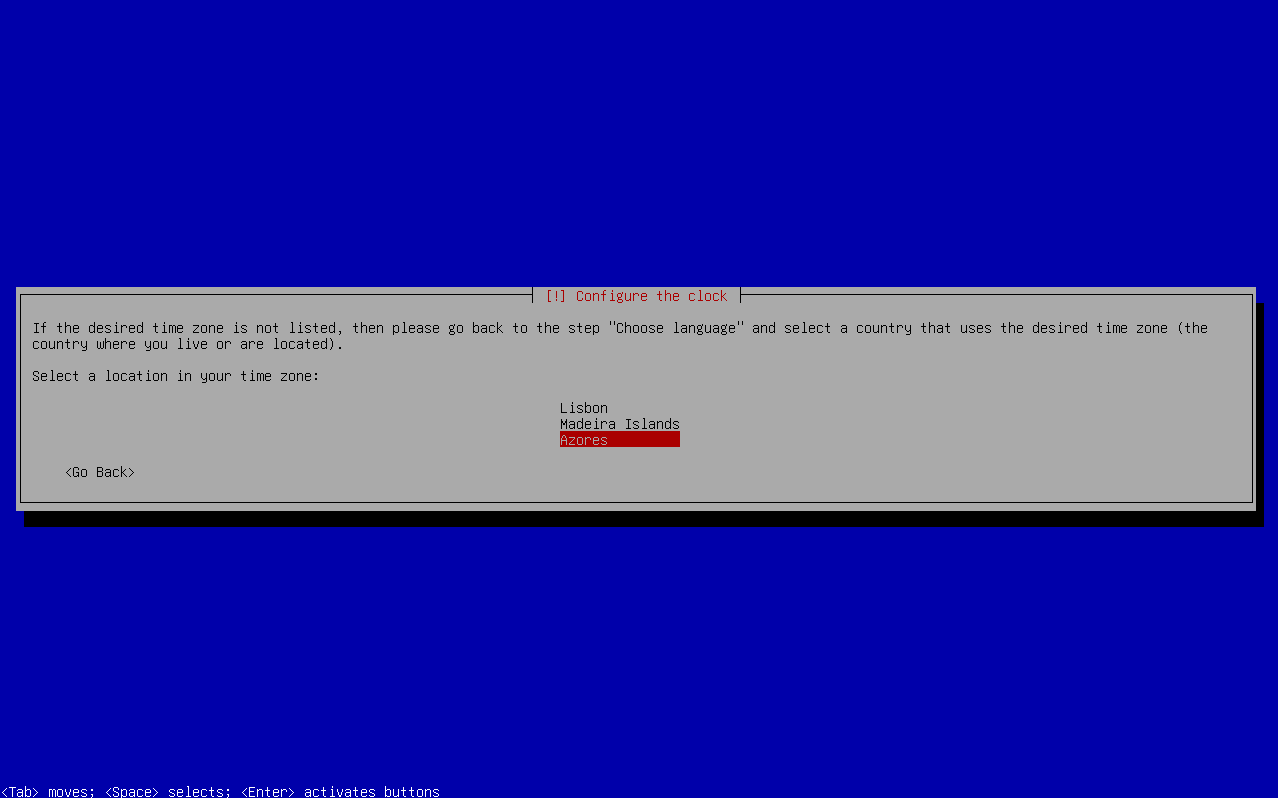 [!] Configure the clock
If the desired time zone is not listed, then please go back to the step "Choose language" and select a country that uses the desired time zone (the
country where you live or are located).
Select a location in your time zone:
Lisbon
Madeira Islands
Azores
<Go Back>
<Tab> moves; <Space> selects; <Enter> activates buttons